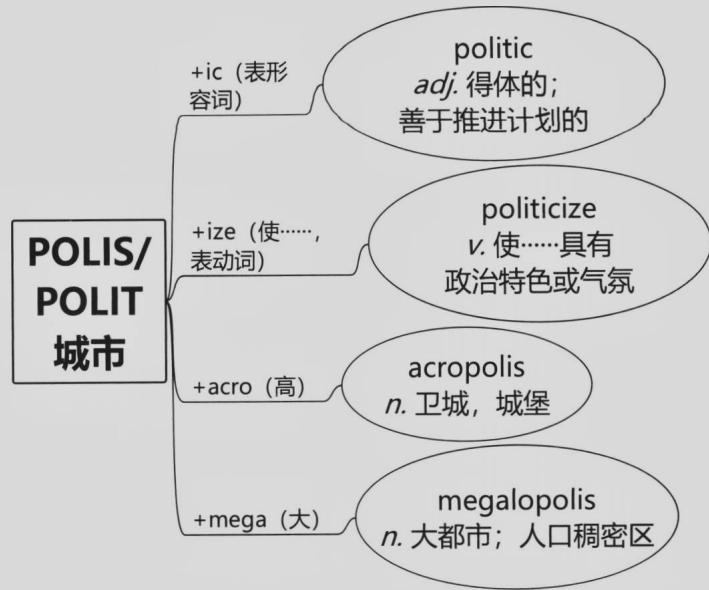 POLIS/
POLIT
城市
+ic（表形
容词）
politic
adj. 得体的；
善于推进计划的
+ize（使······，
表动词）
politicize
v. 使······具有
政治特色或气氛
+acro（高）
acropolis
n. 卫城，城堡
+mega（大）
megalopolis
n. 大都市；人口稠密区